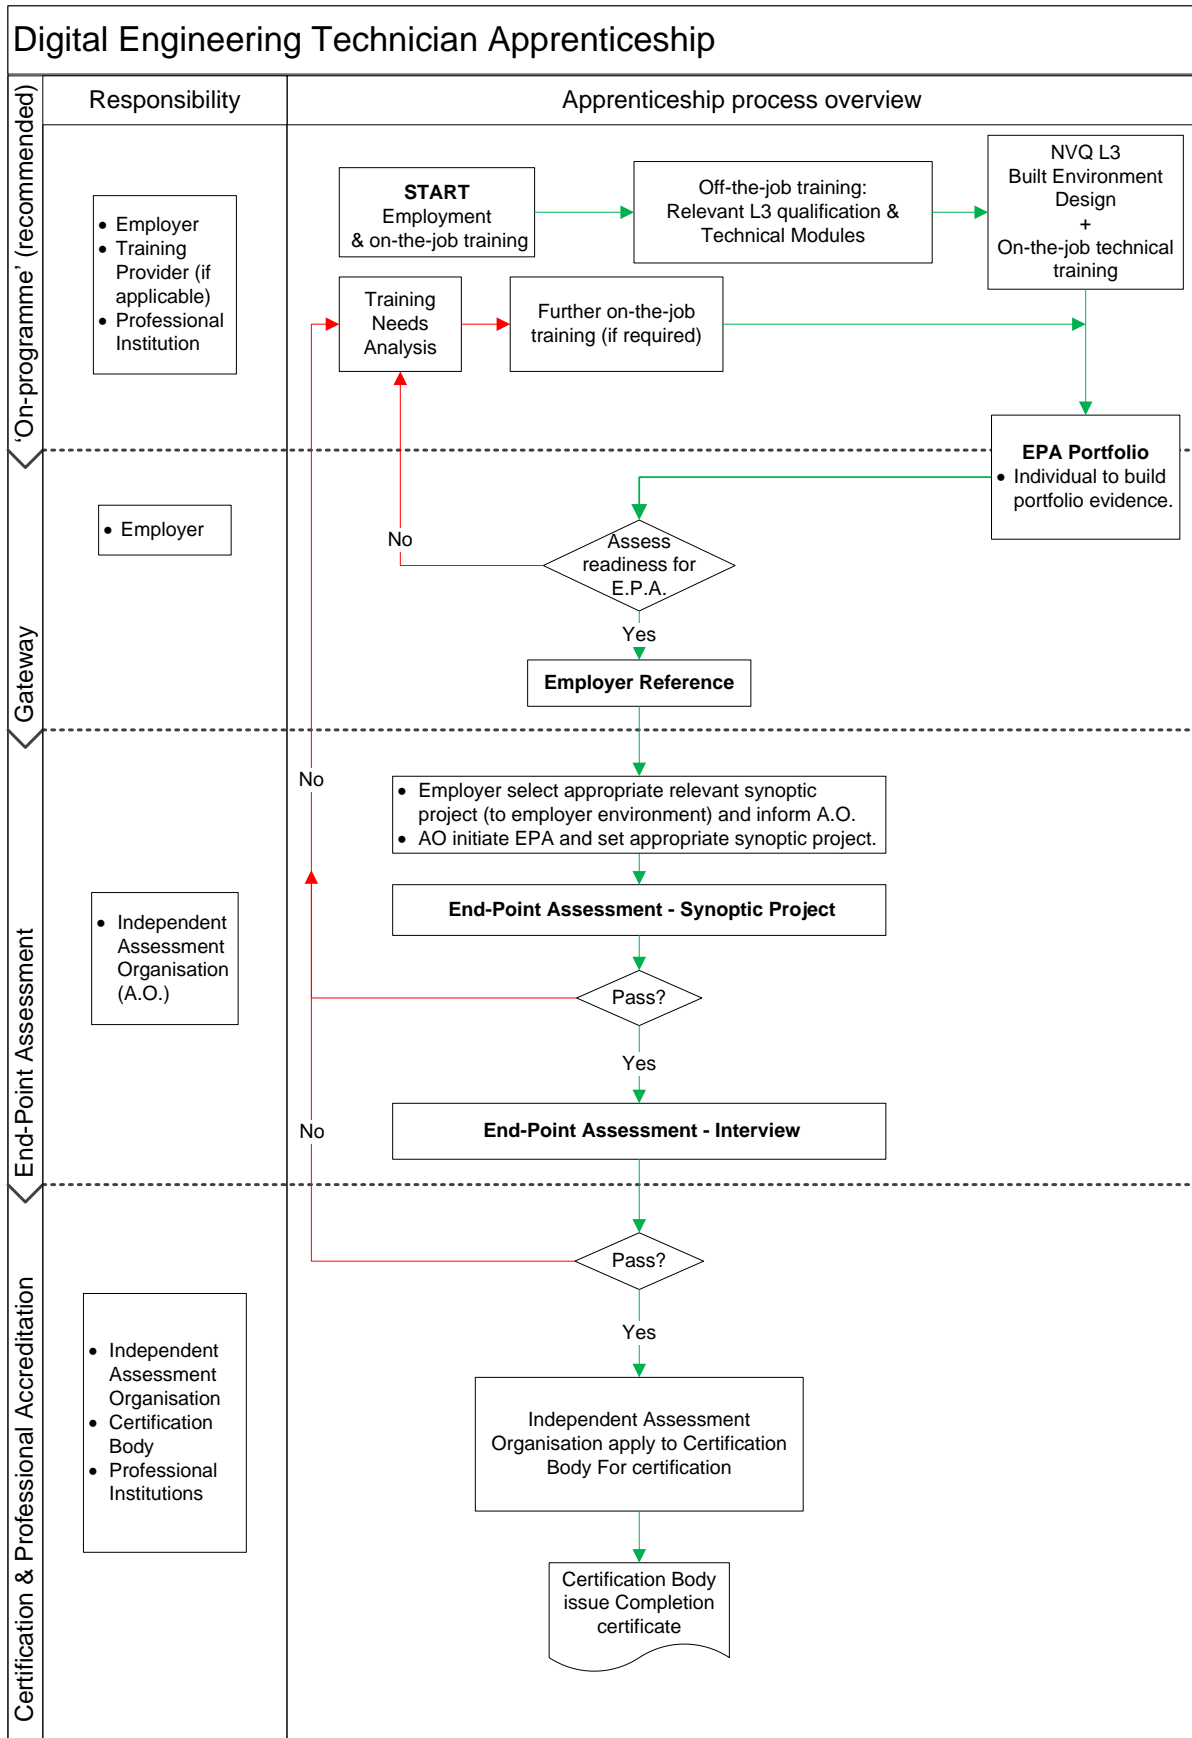 Digital Engineering Technician Apprenticeship
Responsibility
Apprenticeship process overview
‘On-programme’ (recommended)
• Employer
• Training
Provider (if
applicable)
• Professional
Institution
START
Employment
& on-the-job training
Off-the-job training:
Relevant L3 qualification &
Technical Modules
NVQ L3
Built Environment
Design
+
On-the-job technical
training
Training
Needs
Analysis
Further on-the-job
training (if required)
EPA Portfolio
• Individual to build
portfolio evidence.
Gateway
• Employer
No
Assess
readiness for
E.P.A.
Yes
Employer Reference
End-Point Assessment
• Independent
Assessment
Organisation
(A.O.)
No
• Employer select appropriate relevant synoptic
project (to employer environment) and inform A.O.
• AO initiate EPA and set appropriate synoptic project.
End-Point Assessment - Synoptic Project
Pass?
Yes
End-Point Assessment - Interview
No
Certification & Professional Accreditation
• Independent
Assessment
Organisation
• Certification
Body
• Professional
Institutions
Pass?
Yes
Independent Assessment
Organisation apply to Certification
Body For certification
Certification Body
issue Completion
certificate